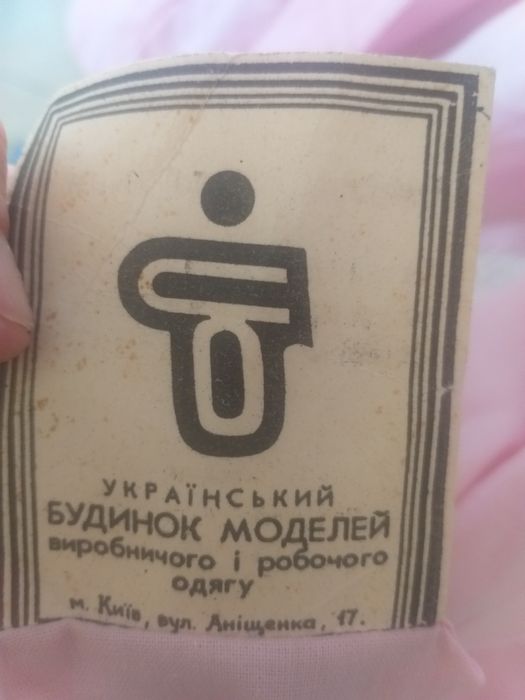 УКРАЇНСЬКИЙ
БУДИНОК МОДЕЛЕЙ
виробничого і робочого
одягу
м. Київ, вул. Аніщенка, 17.